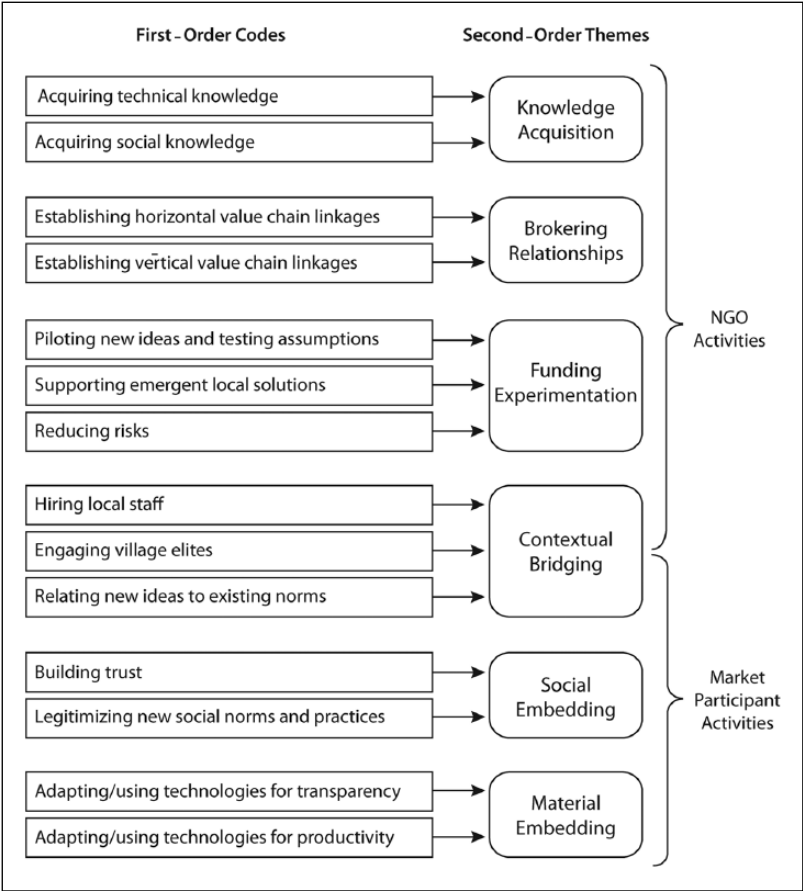 First-Order Codes
Second-Order Themes
Acquiring technical knowledge
Acquiring social knowledge
Knowledge
Acquisition
Establishing horizontal value chain linkages
Establishing vertical value chain linkages
Brokering
Relationships
Piloting new ideas and testing assumptions
Supporting emergent local solutions
Reducing risks
Funding
Experimentation
NGO
Activities
Hiring local staff
Engaging village elites
Relating new ideas to existing norms
Contextual
Bridging
Building trust
Legitimizing new social norms and practices
Social
Embedding
Market
Participant
Activities
Adapting/using technologies for transparency
Adapting/using technologies for productivity
Material
Embedding